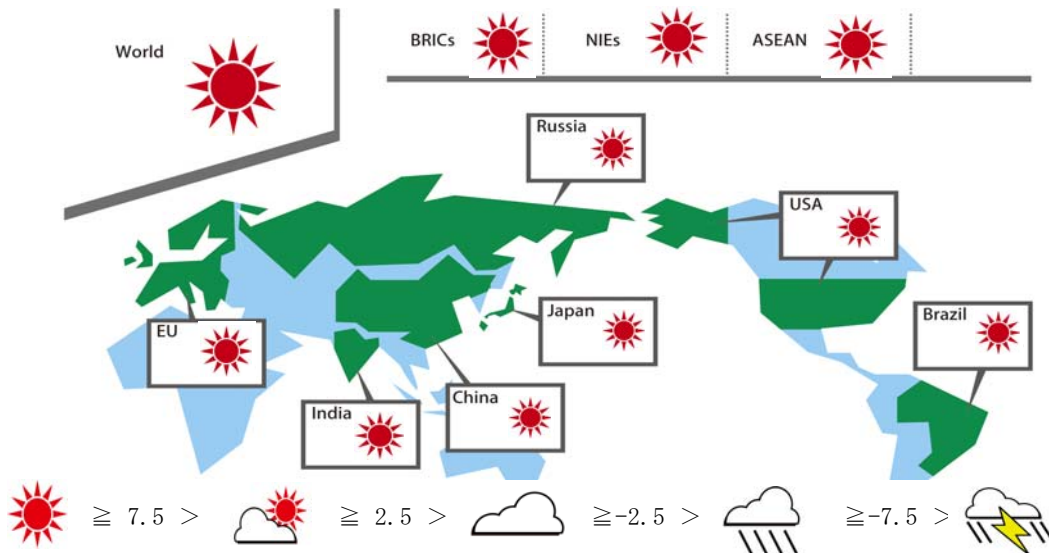 World
BRICs NIEs ASEAN
Russia
USA
EU
Japan
Brazil
India
China
≧ 7.5 > ≧ 2.5 > ≧-2.5 > ≧-7.5 >